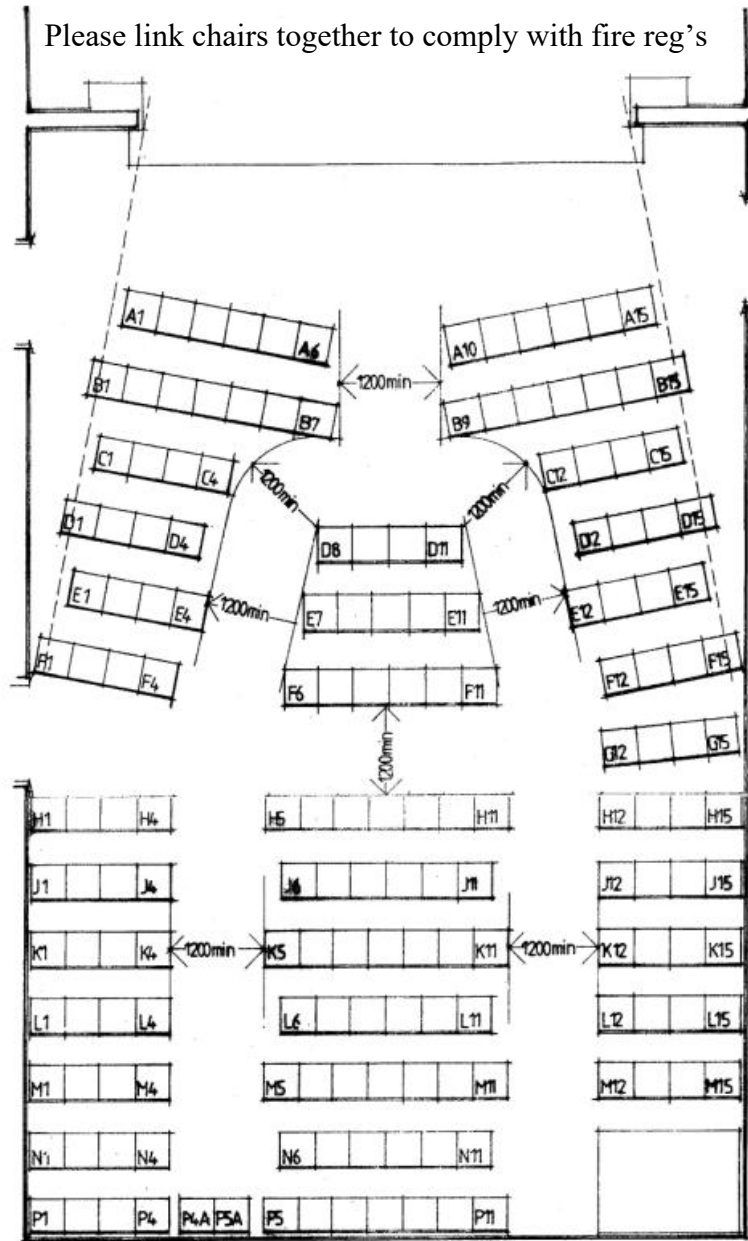 Please link chairs together to comply with fire reg's
A1 A6 A10 A15
1200min
B1 B7 B9 B15
C1 C4 C12 C15
1200min 1200min
D1 D4 D8 D11 D12 D15
E1 E4 1200min E7 E11 1200min E12 E15
F1 F4 F6 F11 F12 F15
1200min
G12 G15
H1 H4 H5 H11 H12 H15
J1 J4 J6 J11 J12 J15
K1 K4 1200min K5 K11 1200min K12 K15
L1 L4 L6 L11 L12 L15
M1 M4 M5 M11 M12 M15
N1 N4 N6 N11
P1 P4 P4A P5A P5 P11